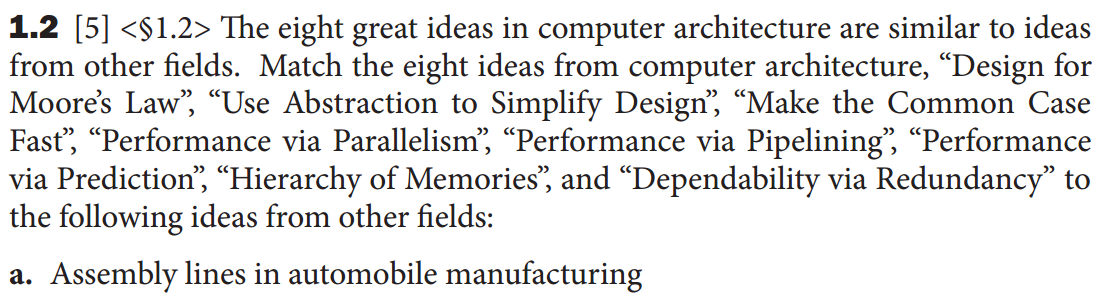 1.2 [5] <§1.2> The eight great ideas in computer architecture are similar to ideas
from other fields. Match the eight ideas from computer architecture, “Design for
Moore’s Law”, “Use Abstraction to Simplify Design”, “Make the Common Case
Fast”, “Performance via Parallelism”, “Performance via Pipelining”, “Performance
via Prediction”, “Hierarchy of Memories”, and “Dependability via Redundancy” to
the following ideas from other fields:
a. Assembly lines in automobile manufacturing